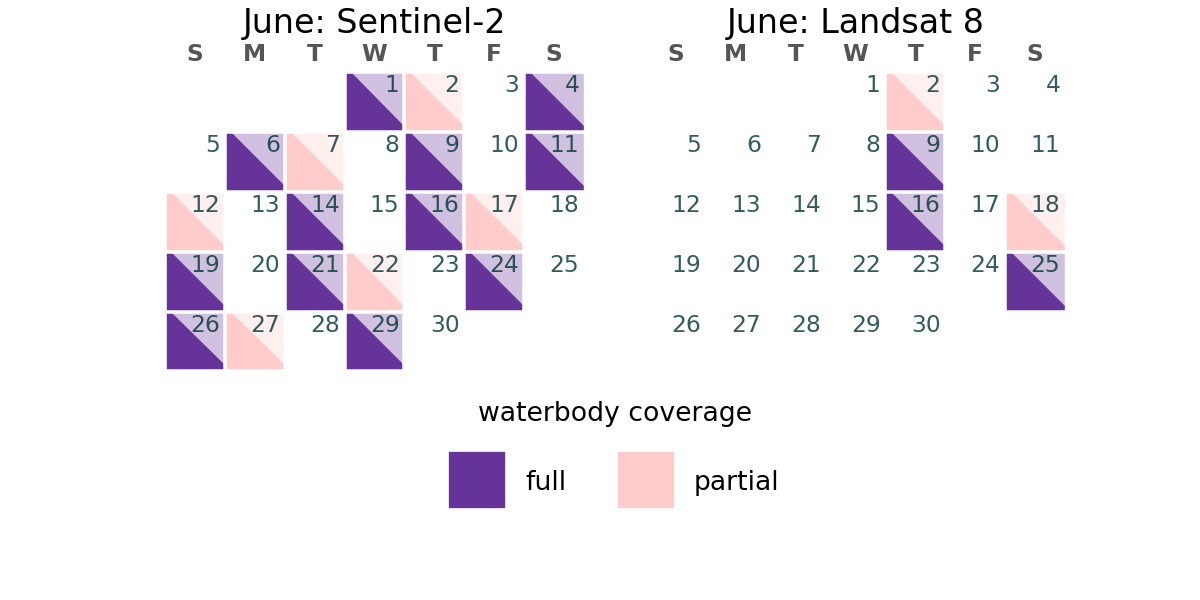 June: Sentinel-2
S M T W T F S
1 2 3 4
5 6 7 8 9 10 11
12 13 14 15 16 17 18
19 20 21 22 23 24 25
26 27 28 29 30
June: Landsat 8
S M T W T F S
1 2 3 4
5 6 7 8 9 10 11
12 13 14 15 16 17 18
19 20 21 22 23 24 25
26 27 28 29 30
waterbody coverage
full
partial